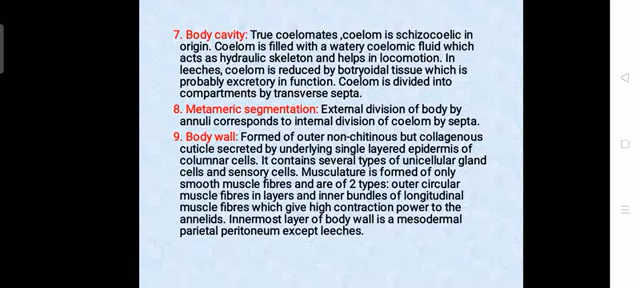 7. Body cavity: True coelomates ,coelom is schizocoelic in
origin. Coelom is filled with a watery coelomic fluid which
acts as hydraulic skeleton and helps in locomotion. In
leeches, coelom is reduced by botryoidal tissue which is
probably excretory in function. Coelom is divided into
compartments by transverse septa.
8. Metameric segmentation: External division of body by
annuli corresponds to internal division of coelom by septa.
9. Body wall: Formed of outer non-chitinous but collagenous
cuticle secreted by underlying single layered epidermis of
columnar cells. It contains several types of unicellular gland
cells and sensory cells. Musculature is formed of only
smooth muscle fibres and are of 2 types: outer circular
muscle fibres in layers and inner bundles of longitudinal
muscle fibres which give high contraction power to the
annelids. Innermost layer of body wall is a mesodermal
parietal peritoneum except leeches.